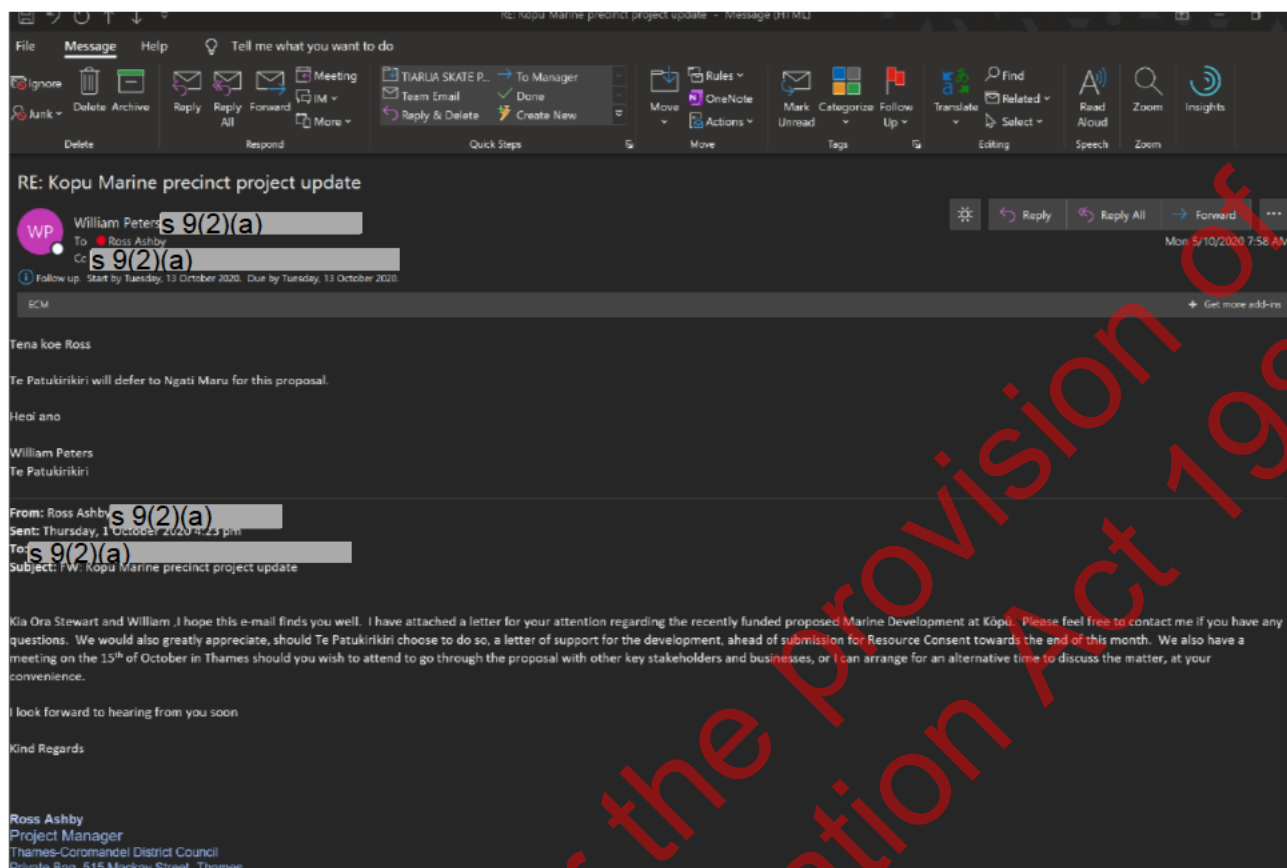 RE: Kopu Marine precinct project update - Message (HTML)
File Message Help Tell me what you want to do
Ignore
Junk
Delete Archive
Reply Reply All Forward
Meeting
IM
More
TIARUA SKATE P... To Manager
Team Email Done
Reply & Delete Create New
Move
Rules
OneNote
Actions
Mark Unread Categorize Follow Up
Translate
Find
Related
Select
Read Aloud
Zoom
Insights
Delete Respond Quick Steps Move Tags Editing Speech Zoom
RE: Kopu Marine precinct project update
WP
William Peters s 9(2)(a)
To Ross Ashby
Cc s 9(2)(a)
Reply Reply All Forward ...
Mon 5/10/2020 7:58 AM
Follow up. Start by Tuesday, 13 October 2020. Due by Tuesday, 13 October 2020.
ECM + Get more add-ins
Tena koe Ross
Te Patukirikiri will defer to Ngati Maru for this proposal.
Heoi ano
William Peters
Te Patukirikiri
From: Ross Ashby s 9(2)(a)
Sent: Thursday, 1 October 2020 4:23 pm
To: s 9(2)(a)
Subject: FW: Kopu Marine precinct project update
Kia Ora Stewart and William ,I hope this e-mail finds you well. I have attached a letter for your attention regarding the recently funded proposed Marine Development at Kōpū. Please feel free to contact me if you have any
questions. We would also greatly appreciate, should Te Patukirikiri choose to do so, a letter of support for the development, ahead of submission for Resource Consent towards the end of this month. We also have a
meeting on the 15th of October in Thames should you wish to attend to go through the proposal with other key stakeholders and businesses, or I can arrange for an alternative time to discuss the matter, at your
convenience.
I look forward to hearing from you soon
Kind Regards
Ross Ashby
Project Manager
Thames-Coromandel District Council
Private Bag, 515 Mackay Street, Thames
the provision of
ation Act 19